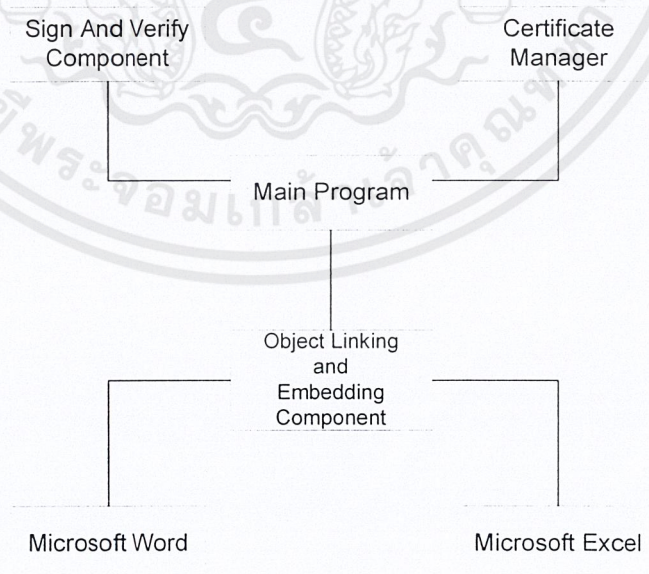 Sign And Verify
Component
Certificate
Manager
Main Program
Object Linking
and
Embedding
Component
Microsoft Word
Microsoft Excel